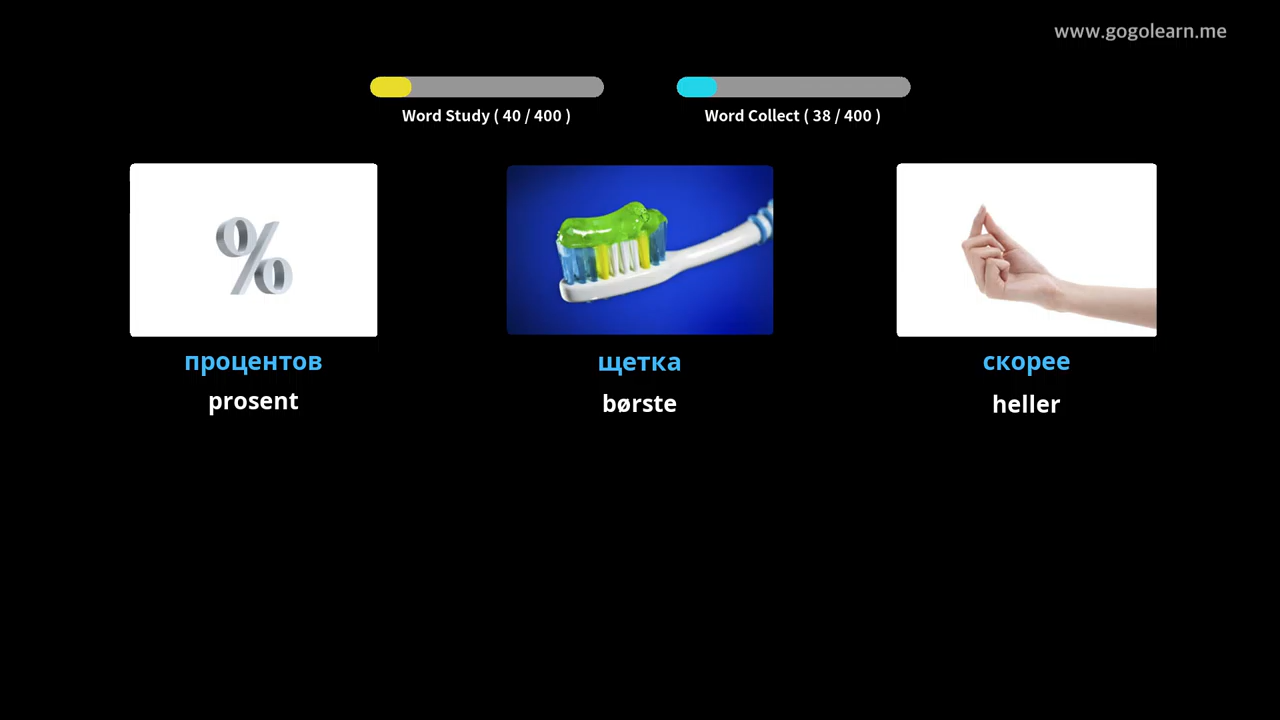 www.gogolearn.me
Word Study ( 40 / 400 )
Word Collect ( 38 / 400 )
%
процентов
щетка
скорее
prosent
børste
heller